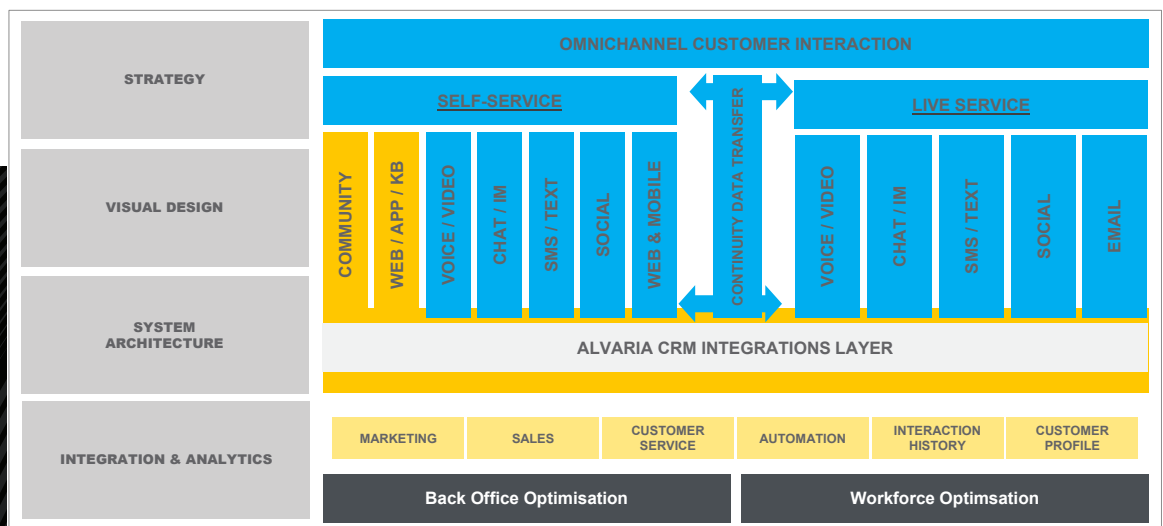 STRATEGY
VISUAL DESIGN
SYSTEM
ARCHITECTURE
INTEGRATION & ANALYTICS
OMNICHANNEL CUSTOMER INTERACTION
SELF-SERVICE
COMMUNITY
WEB / APP / KB
VOICE / VIDEO
CHAT / IM
SMS / TEXT
SOCIAL
WEB & MOBILE
CONTINUITY DATA TRANSFER
LIVE SERVICE
VOICE / VIDEO
CHAT / IM
SMS / TEXT
SOCIAL
EMAIL
ALVARIA CRM INTEGRATIONS LAYER
MARKETING
SALES
CUSTOMER
SERVICE
AUTOMATION
INTERACTION
HISTORY
CUSTOMER
PROFILE
Back Office Optimisation
Workforce Optimsation